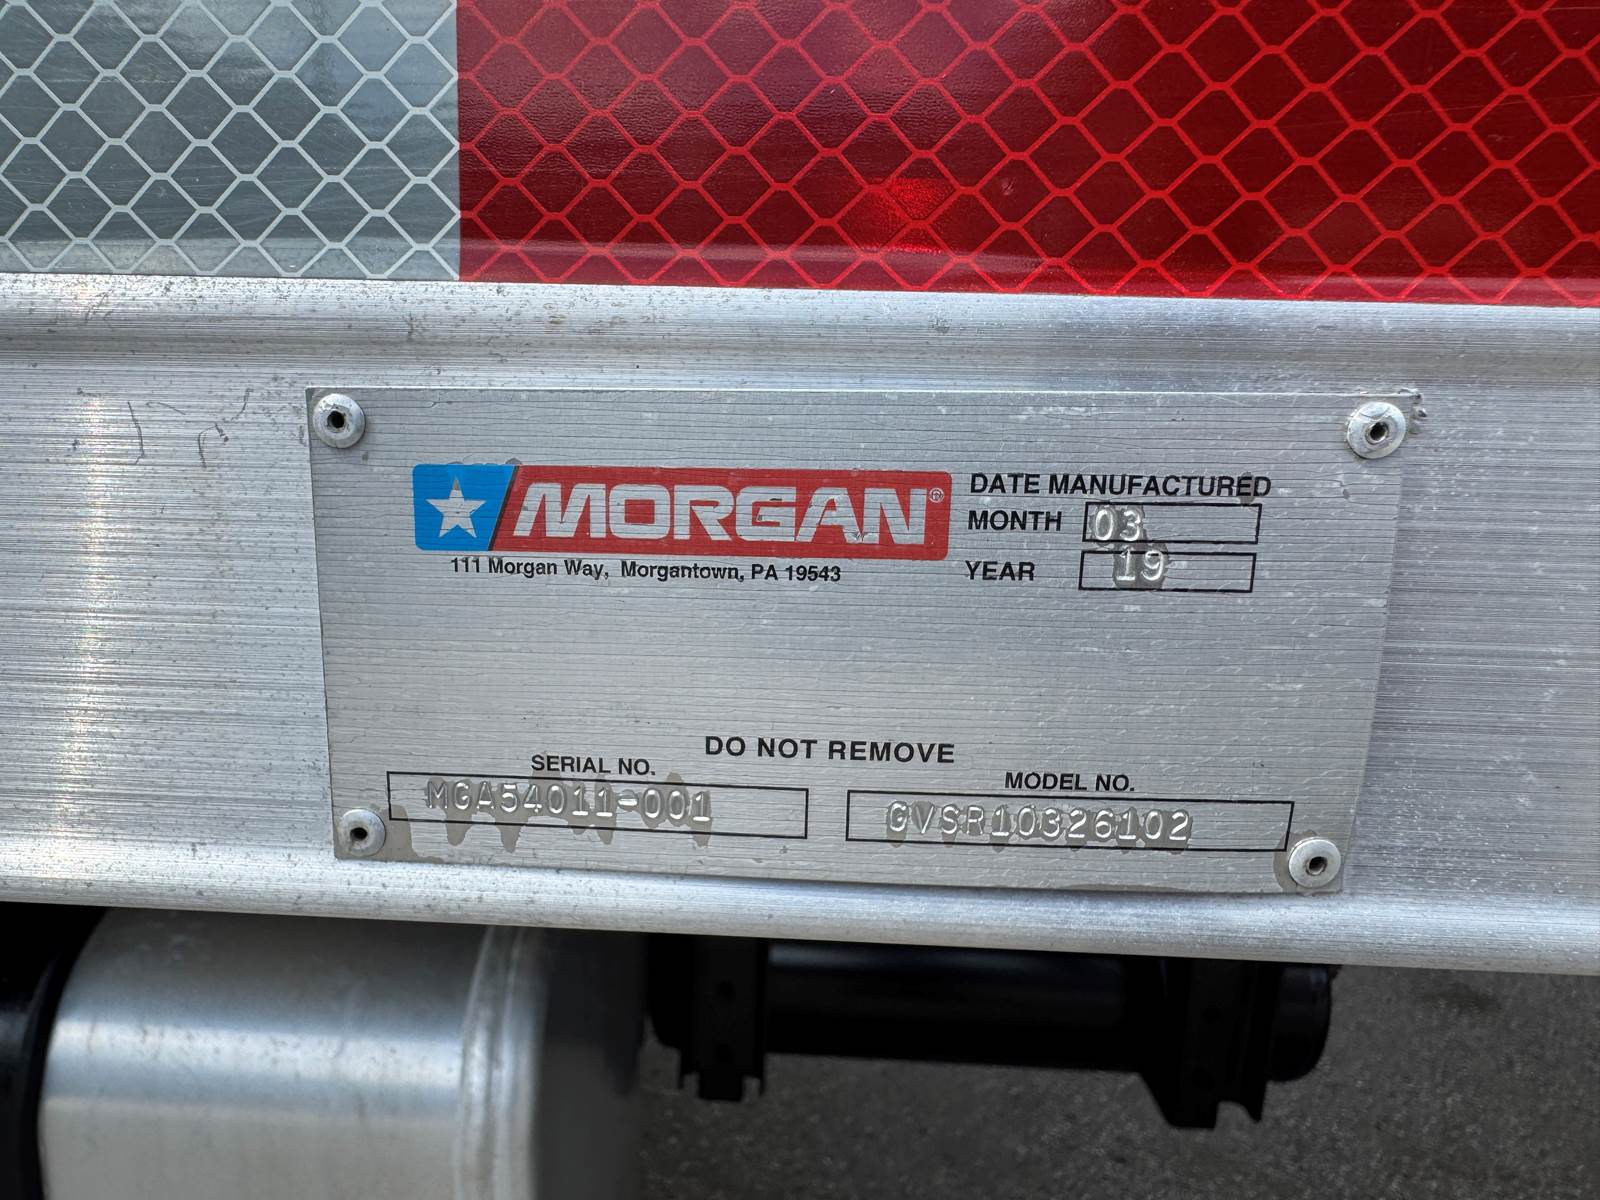 MORGAN®
111 Morgan Way, Morgantown, PA 19543
DATE MANUFACTURED
MONTH 03
YEAR 19
DO NOT REMOVE
SERIAL NO.
MGA54011-001
MODEL NO.
GVSR10326102